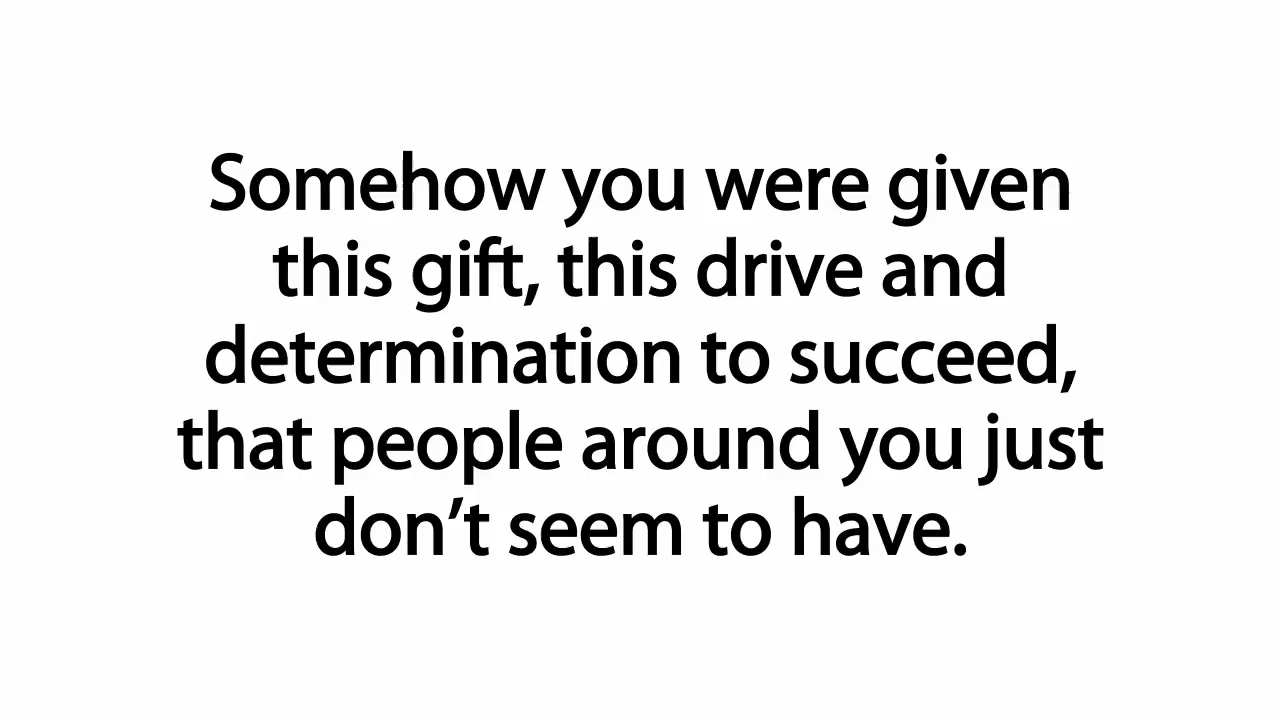 Somehow you were given
this gift, this drive and
determination to succeed,
that people around you just
don’t seem to have.